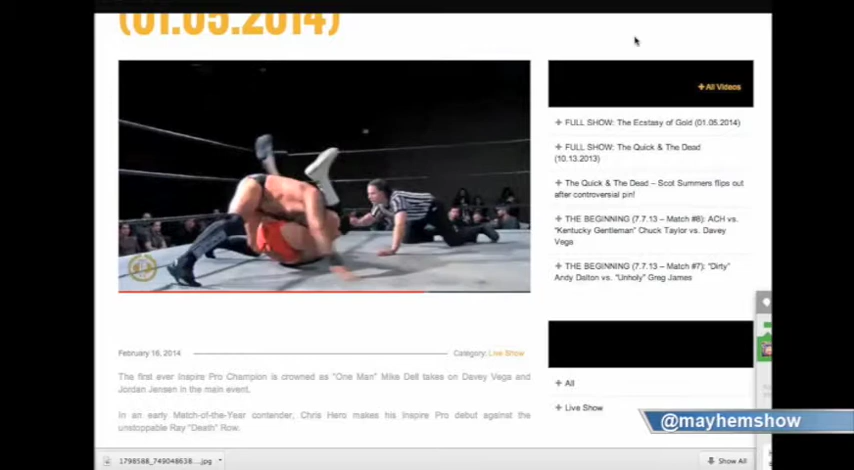 (01.05.2014)
+All Videos
+ FULL SHOW: The Ecstasy of Gold (01.05.2014)
+ FULL SHOW: The Quick & The Dead
(10.13.2013)
+ The Quick & The Dead – Scot Summers flips out
after controversial pin!
+ THE BEGINNING (7.7.13 – Match #8): ACH vs.
"Kentucky Gentleman" Chuck Taylor vs. Davey
Vega
+ THE BEGINNING (7.7.13 – Match #7): "Dirty"
Andy Dalton vs. "Unholy" Greg James
February 16, 2014
Category: Live Show
The first ever Inspire Pro Champion is crowned as "One Man" Mike Dell takes on Davey Vega and
Jordan Jensen in the main event.
In an early Match-of-the-Year contender, Chris Hero makes his Inspire Pro debut against the
unstoppable Ray "Death" Row.
+ All
+ Live Show
@mayhemshow
1798588_749048638....jpg
Show All